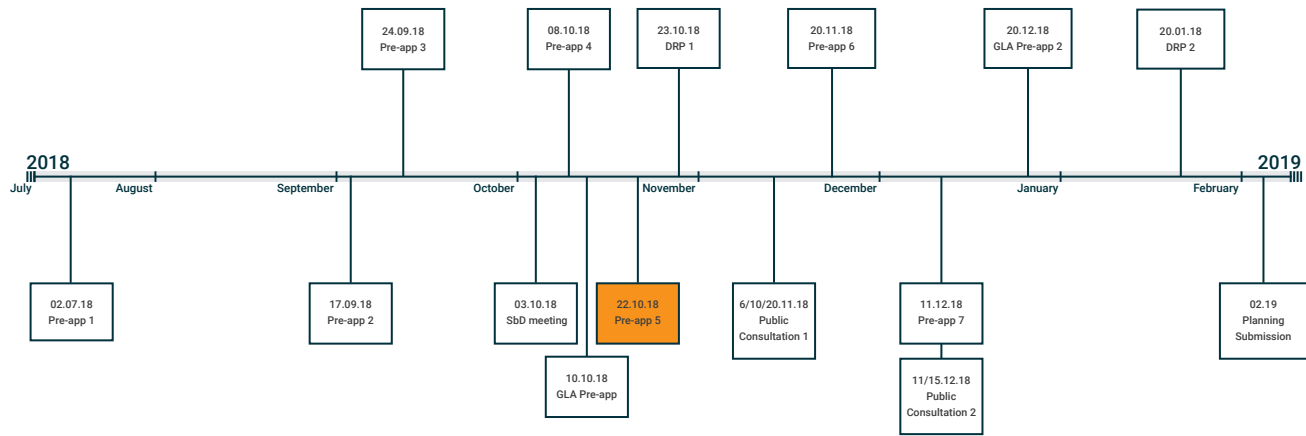 24.09.18
Pre-app 3
08.10.18
Pre-app 4
23.10.18
DRP 1
20.11.18
Pre-app 6
20.12.18
GLA Pre-app 2
20.01.18
DRP 2
2018
2019
July
August
September
October
November
December
January
February
02.07.18
Pre-app 1
17.09.18
Pre-app 2
03.10.18
SbD meeting
22.10.18
Pre-app 5
6/10/20.11.18
Public
Consultation 1
11.12.18
Pre-app 7
02.19
Planning
Submission
10.10.18
GLA Pre-app
11/15.12.18
Public
Consultation 2